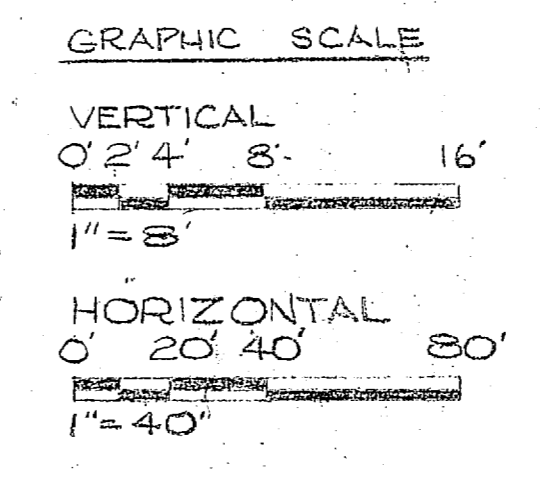 GRAPHIC SCALE
VERTICAL
0' 2' 4' 8' 16'
1" = 8'
HORIZONTAL
0' 20' 40' 80'
1" = 40"